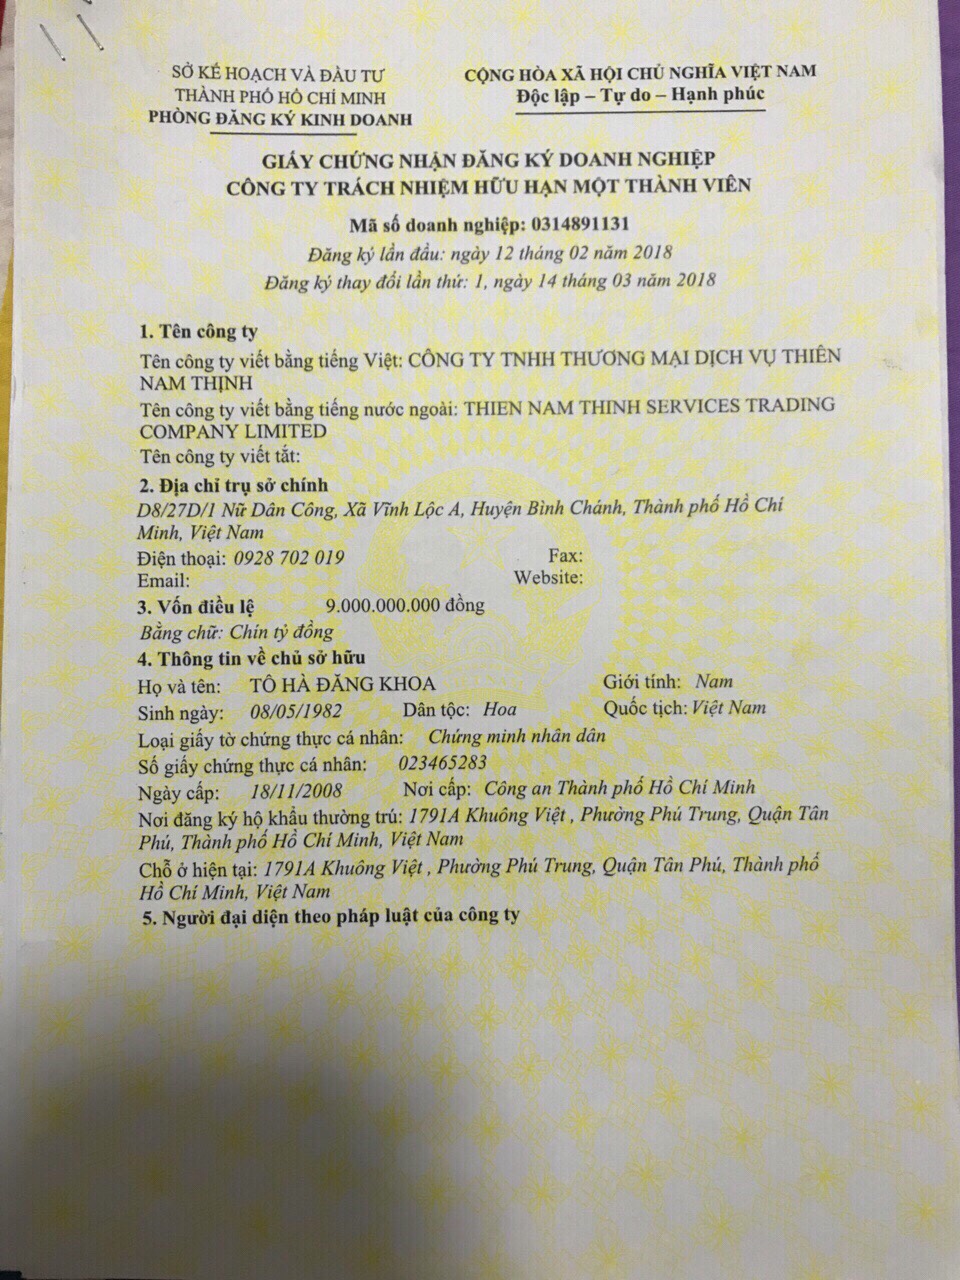 SỞ KẾ HOẠCH VÀ ĐẦU TƯ
THÀNH PHỐ HỒ CHÍ MINH
PHÒNG ĐĂNG KÝ KINH DOANH
CỘNG HÒA XÃ HỘI CHỦ NGHĨA VIỆT NAM
Độc lập – Tự do – Hạnh phúc
GIẤY CHỨNG NHẬN ĐĂNG KÝ DOANH NGHIỆP
CÔNG TY TRÁCH NHIỆM HỮU HẠN MỘT THÀNH VIÊN
Mã số doanh nghiệp: 0314891131
Đăng ký lần đầu: ngày 12 tháng 02 năm 2018
Đăng ký thay đổi lần thứ: 1, ngày 14 tháng 03 năm 2018
1. Tên công ty
Tên công ty viết bằng tiếng Việt: CÔNG TY TNHH THƯƠNG MẠI DỊCH VỤ THIÊN
NAM THỊNH
Tên công ty viết bằng tiếng nước ngoài: THIEN NAM THINH SERVICES TRADING
COMPANY LIMITED
Tên công ty viết tắt:
2. Địa chỉ trụ sở chính
D8/27D/1 Nữ Dân Công, Xã Vĩnh Lộc A, Huyện Bình Chánh, Thành phố Hồ Chí
Minh, Việt Nam
Điện thoại: 0928 702 019 Fax:
Email: Website:
3. Vốn điều lệ 9.000.000.000 đồng
Bằng chữ: Chín tỷ đồng
4. Thông tin về chủ sở hữu
Họ và tên: TÔ HÀ ĐĂNG KHOA Giới tính: Nam
Sinh ngày: 08/05/1982 Dân tộc: Hoa Quốc tịch: Việt Nam
Loại giấy tờ chứng thực cá nhân: Chứng minh nhân dân
Số giấy chứng thực cá nhân: 023465283
Ngày cấp: 18/11/2008 Nơi cấp: Công an Thành phố Hồ Chí Minh
Nơi đăng ký hộ khẩu thường trú: 1791A Khuông Việt , Phường Phú Trung, Quận Tân
Phú, Thành phố Hồ Chí Minh, Việt Nam
Chỗ ở hiện tại: 1791A Khuông Việt , Phường Phú Trung, Quận Tân Phú, Thành phố
Hồ Chí Minh, Việt Nam
5. Người đại diện theo pháp luật của công ty